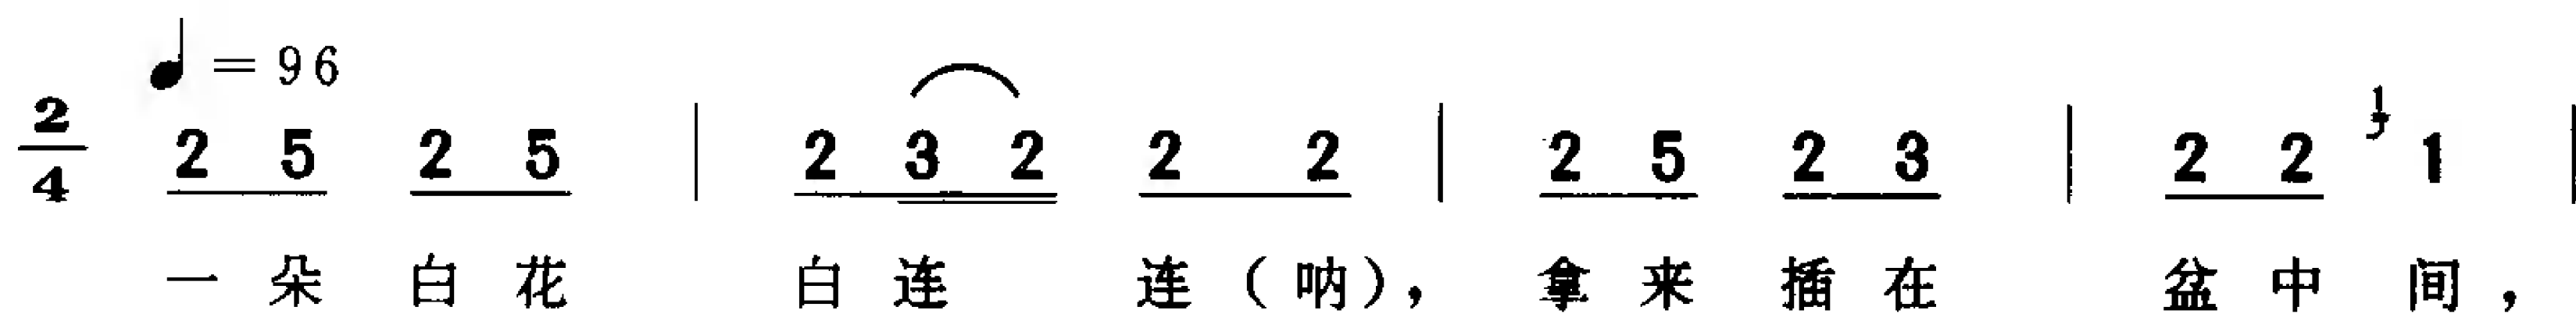 ♩ = 96
2/4 2 5 2 5 | 2 3 2 2 2 | 2 5 2 3 | 2 2 1 1 |
一 朵 白 花 白 连 连 （呐）， 拿 来 插 在 盆 中 间，